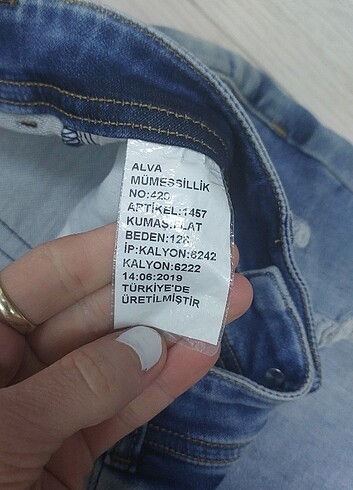 ALVA
MÜMESSİLLİK
NO:420
ARTİKEL:1457
KUMAŞ:FLAT
BEDEN:128
İP:KALYON:6242
KALYON:6222
14:06:2019
TÜRKİYE'DE
ÜRETİLMİŞTİR